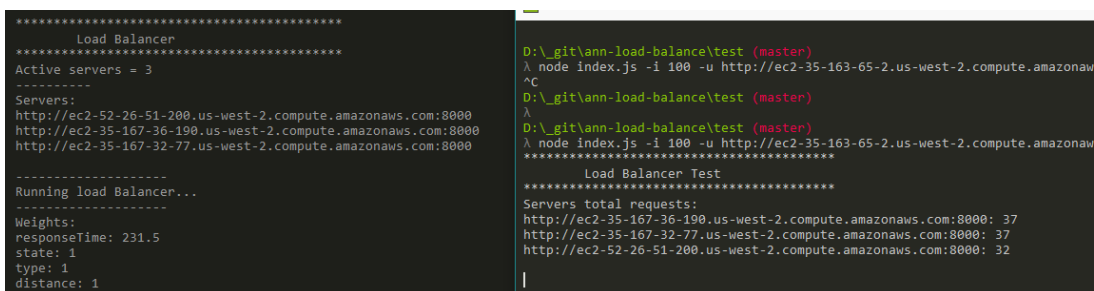 ******************************************
Load Balancer
******************************************
Active servers = 3
----------
Servers:
http://ec2-52-26-51-200.us-west-2.compute.amazonaws.com:8000
http://ec2-35-167-36-190.us-west-2.compute.amazonaws.com:8000
http://ec2-35-167-32-77.us-west-2.compute.amazonaws.com:8000
--------------------
Running load Balancer...
--------------------
Weights:
responseTime: 231.5
state: 1
type: 1
distance: 1
D:\_git\ann-load-balance\test (master)
λ node index.js -i 100 -u http://ec2-35-163-65-2.us-west-2.compute.amazonaw
^C
D:\_git\ann-load-balance\test (master)
λ
D:\_git\ann-load-balance\test (master)
λ node index.js -i 100 -u http://ec2-35-163-65-2.us-west-2.compute.amazonaw
****************************************
Load Balancer Test
****************************************
Servers total requests:
http://ec2-35-167-36-190.us-west-2.compute.amazonaws.com:8000: 37
http://ec2-35-167-32-77.us-west-2.compute.amazonaws.com:8000: 37
http://ec2-52-26-51-200.us-west-2.compute.amazonaws.com:8000: 32